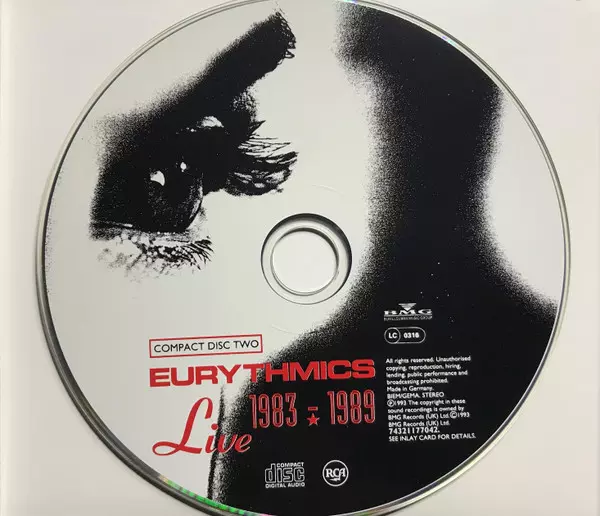 BMG
LC 0316
COMPACT DISC TWO
EURYTHMICS
Live
1983 ★ 1989
All rights reserved. Unauthorised
copying, reproduction, hiring,
lending, public performance and
broadcasting prohibited.
Made in Germany.
BIEM/GEMA. STEREO
Ⓟ1993 The copyright in these
sound recordings is owned by
BMG Records (UK) Ltd. ©1993
BMG Records (UK) Ltd.
74321177042.
SEE INLAY CARD FOR DETAILS.
COMPACT
disc
DIGITAL AUDIO
RCA